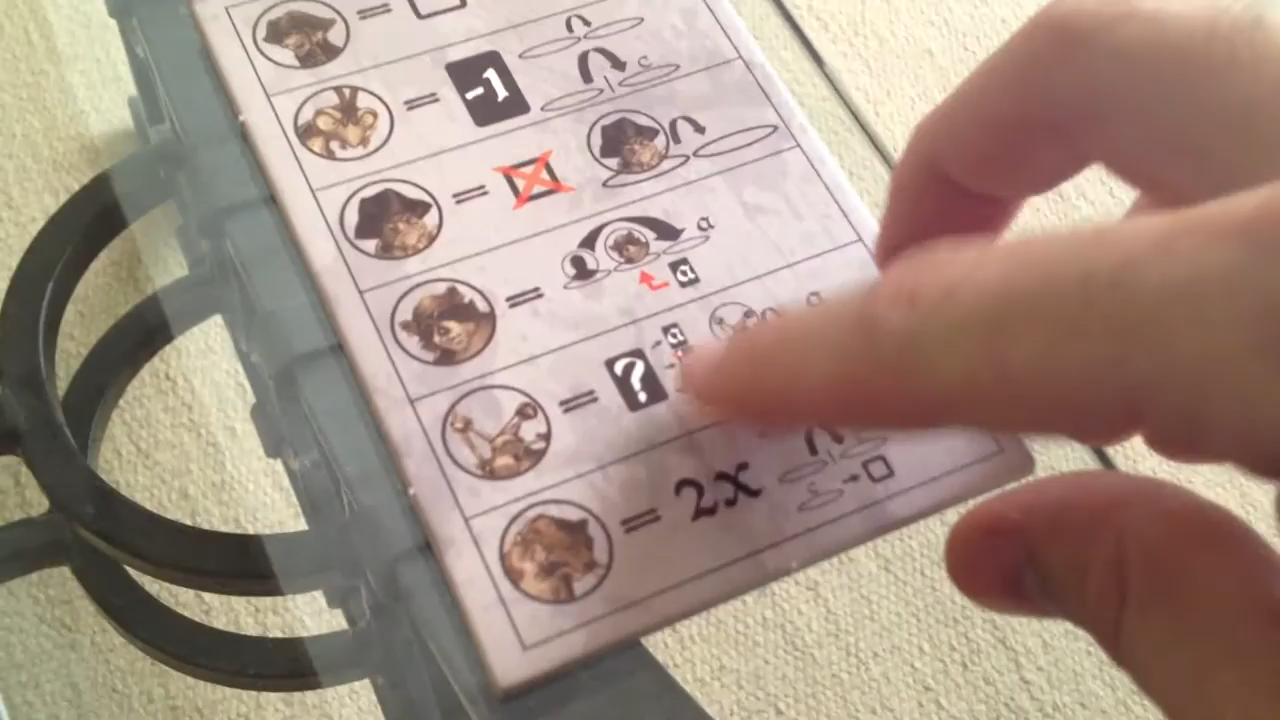 =
= -1
=
= a
a
= ? - a
= 2x